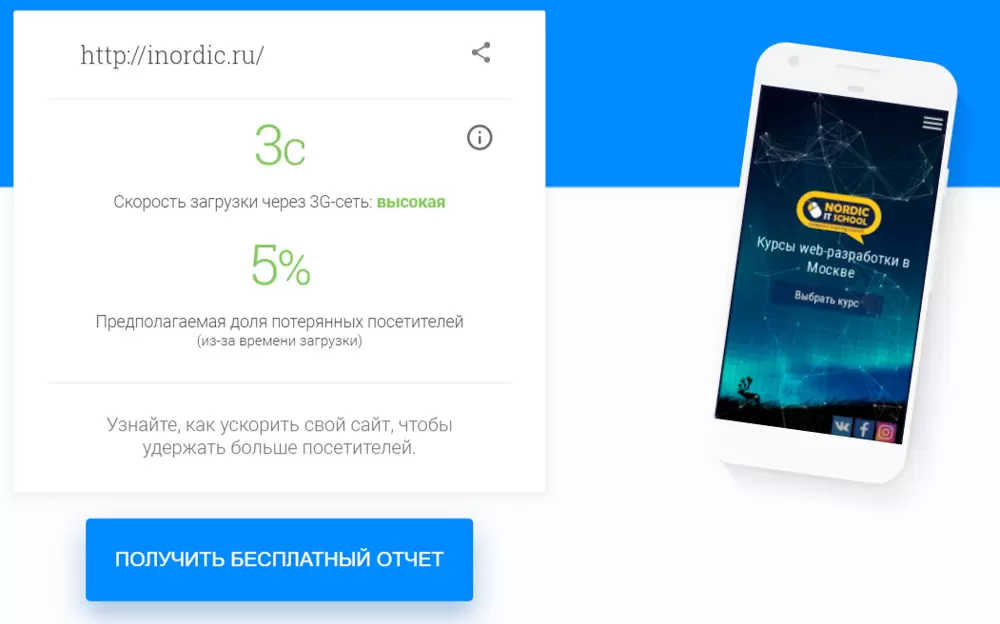 http://inordic.ru/
3с
Скорость загрузки через 3G-сеть: высокая
5%
Предполагаемая доля потерянных посетителей
(из-за времени загрузки)
Узнайте, как ускорить свой сайт, чтобы
удержать больше посетителей.
ПОЛУЧИТЬ БЕСПЛАТНЫЙ ОТЧЕТ
NORDIC
IT SCHOOL
Курсы web-разработки в
Москве
Выбрать курс